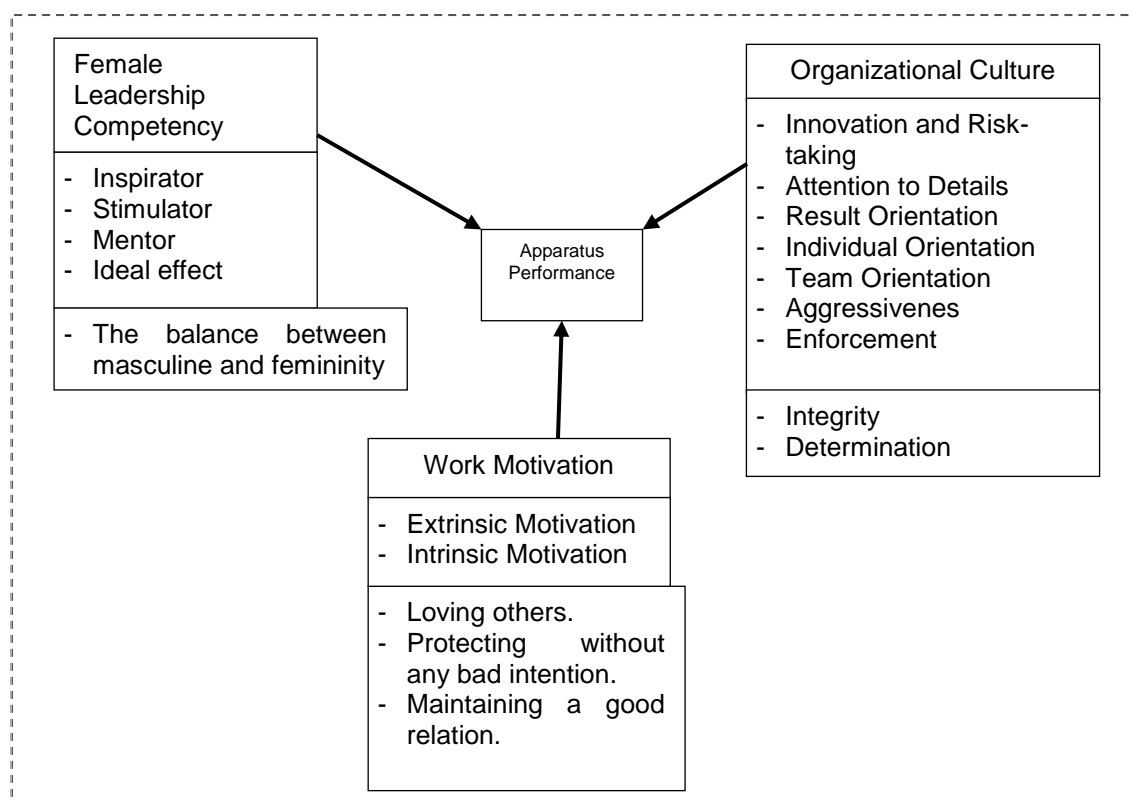 Female
Leadership
Competency
- Inspirator
- Stimulator
- Mentor
- Ideal effect
- The balance between
masculine and femininity
Organizational Culture
- Innovation and Risk-
taking
- Attention to Details
- Result Orientation
- Individual Orientation
- Team Orientation
- Aggressivenes
- Enforcement
- Integrity
- Determination
Apparatus
Performance
Work Motivation
- Extrinsic Motivation
- Intrinsic Motivation
- Loving others.
- Protecting without
any bad intention.
- Maintaining a good
relation.